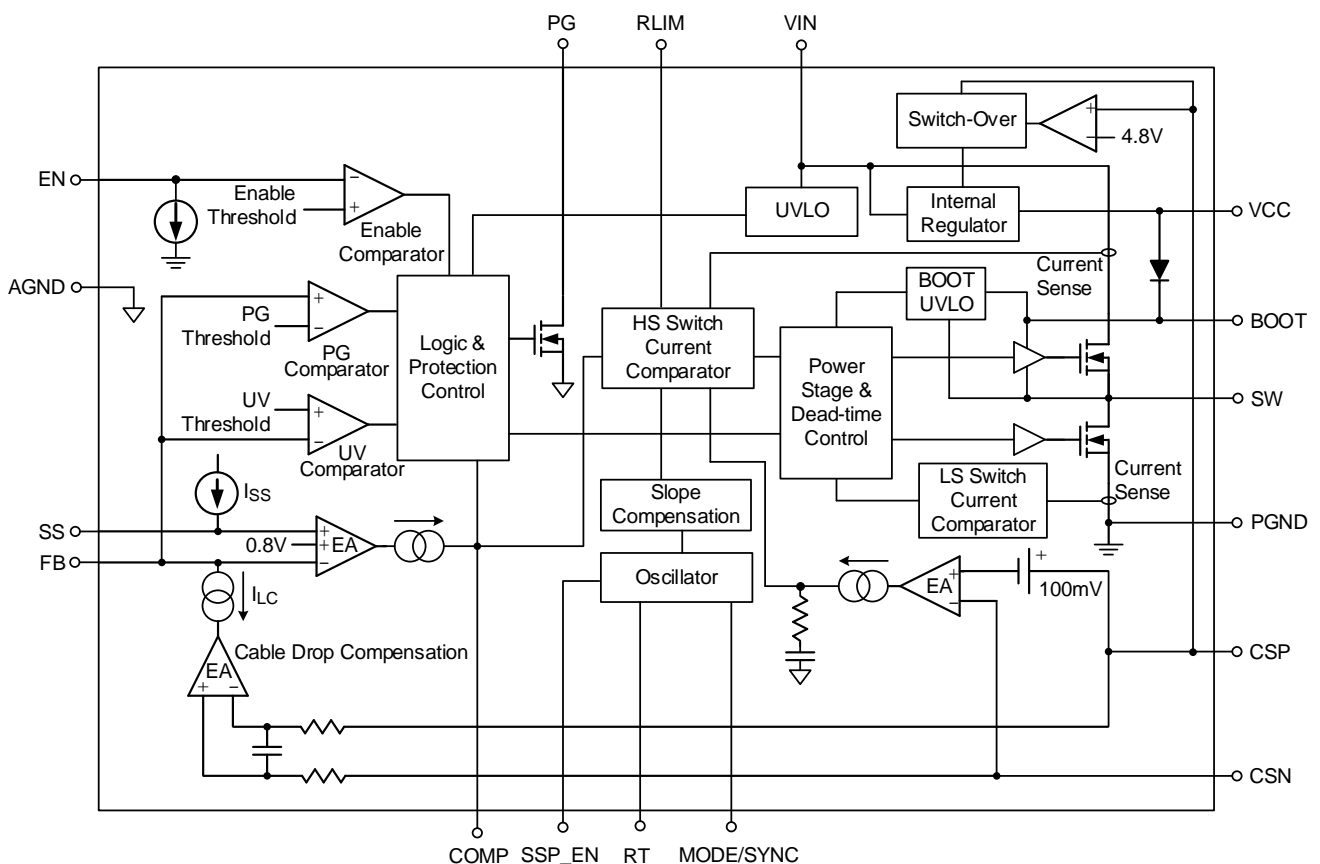 PG
RLIM
VIN
Switch-Over
+
−
4.8V
EN
Enable
Threshold
−
+
Enable
Comparator
UVLO
Internal
Regulator
VCC
Current
Sense
AGND
PG
Threshold
+
−
PG
Comparator
Logic &
Protection
Control
HS Switch
Current
Comparator
BOOT
UVLO
BOOT
Power
Stage &
Dead-time
Control
UV
Threshold
+
−
UV
Comparator
SW
ISS
LS Switch
Current
Comparator
Current
Sense
Slope
Compensation
SS
FB
0.8V
+
+
−
EA
PGND
Oscillator
EA
+
−
+
100mV
ILC
Cable Drop Compensation
EA
+
−
CSP
CSN
COMP
SSP_EN
RT
MODE/SYNC